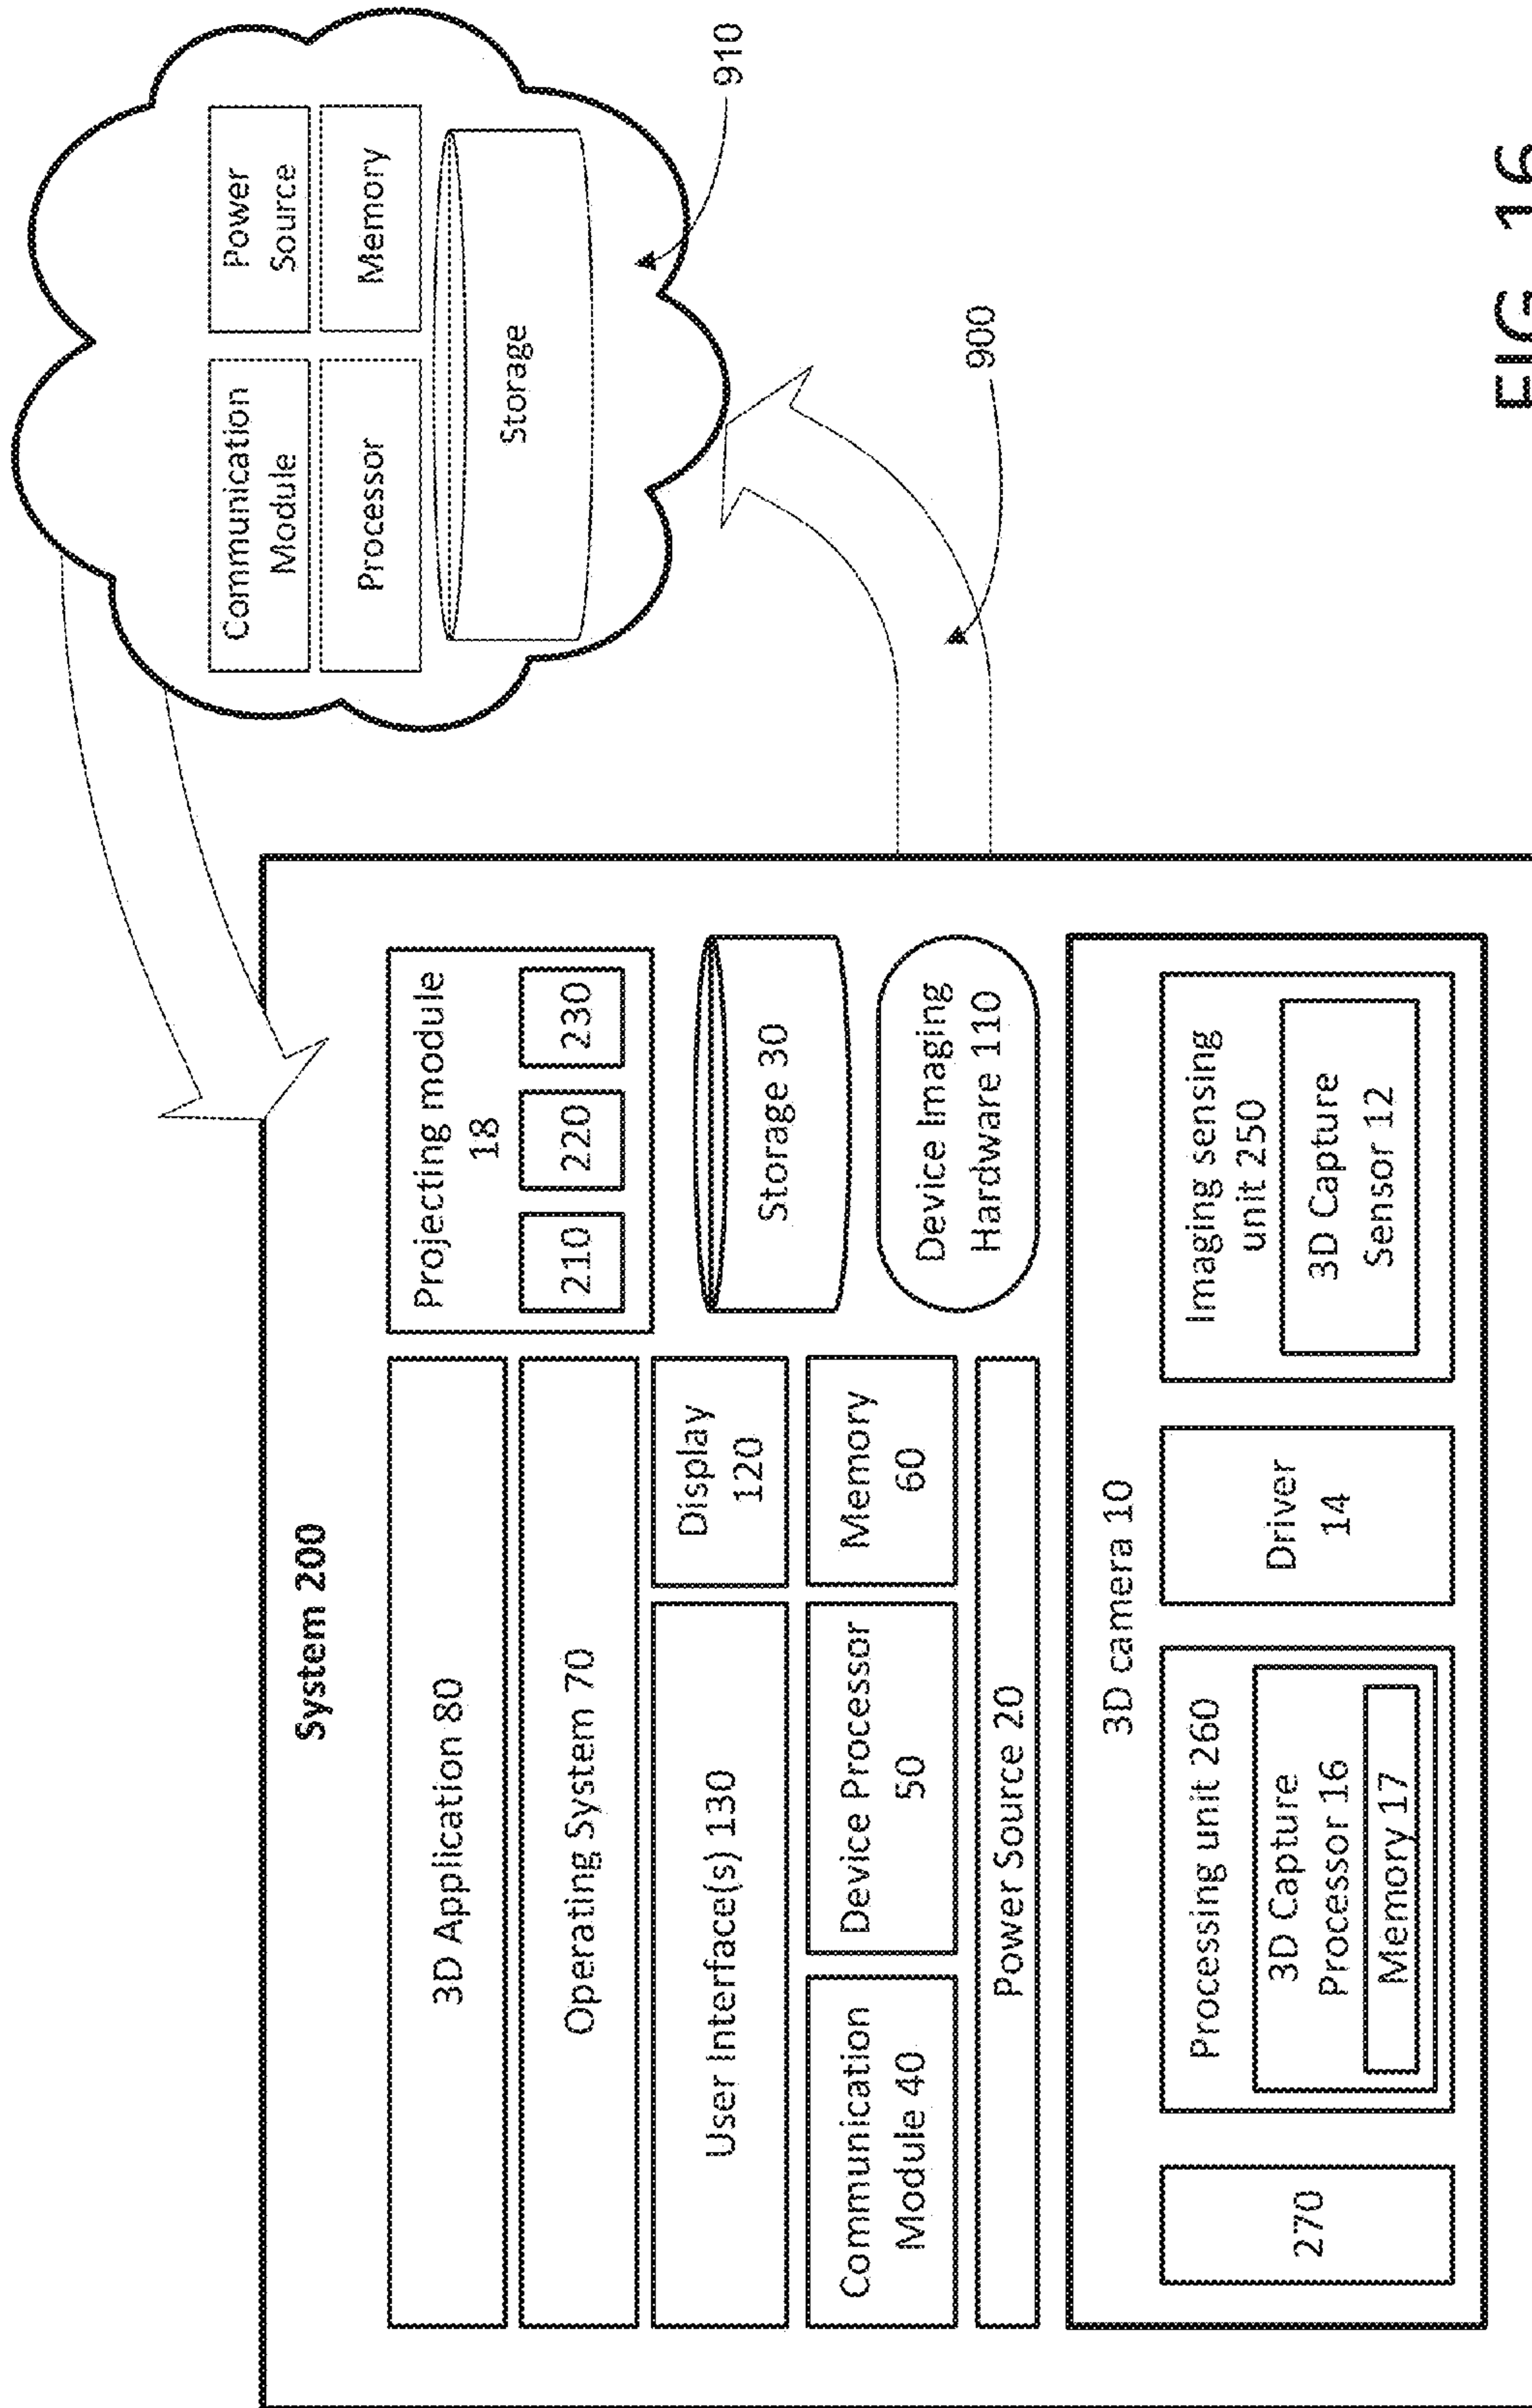 System 200
3D Application 80
Operating System 70
User Interface(s) 130
Display
120
Communication
Module 40
Device Processor
50
Memory
60
Power Source 20
Projecting module
18
210
220
230
Storage 30
Device Imaging
Hardware 110
3D camera 10
270
Processing unit 260
3D Capture
Processor 16
Memory 17
Driver
14
Imaging sensing
unit 250
3D Capture
Sensor 12
Communication
Module
Power
Source
Processor
Memory
Storage
910
900
FIG. 16